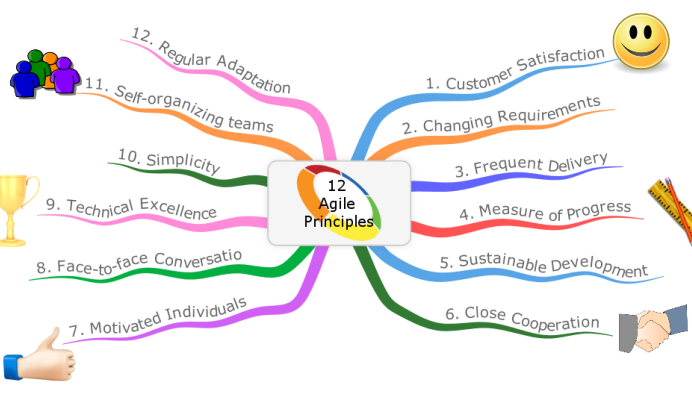 12
Agile
Principles
1. Customer Satisfaction
2. Changing Requirements
3. Frequent Delivery
4. Measure of Progress
5. Sustainable Development
6. Close Cooperation
7. Motivated Individuals
8. Face-to-face Conversatio
9. Technical Excellence
10. Simplicity
11. Self-organizing teams
12. Regular Adaptation